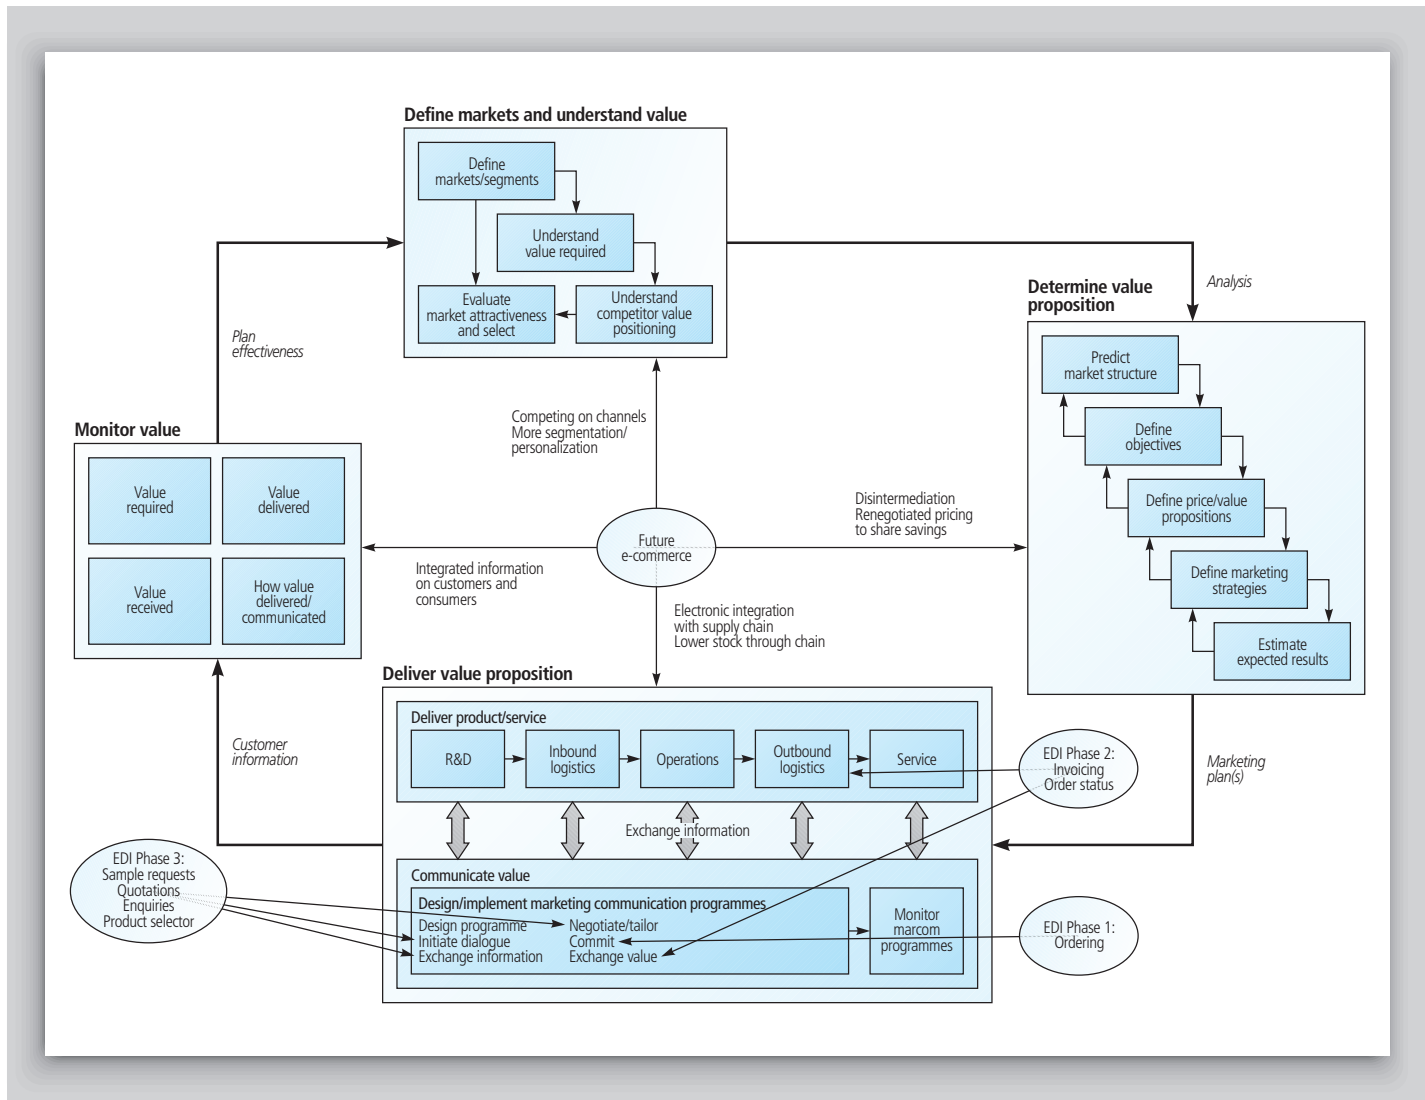 Define markets and understand value
Define
markets/segments
Understand
value required
Evaluate
market attractiveness
and select
Understand
competitor value
positioning
Analysis
Determine value
proposition
Predict
market structure
Define
objectives
Define price/value
propositions
Define marketing
strategies
Estimate
expected results
Plan
effectiveness
Monitor value
Value
required
Value
delivered
Value
received
How value
delivered/
communicated
Competing on channels
More segmentation/
personalization
Disintermediation
Renegotiated pricing
to share savings
Future
e-commerce
Integrated information
on customers and
consumers
Electronic integration
with supply chain
Lower stock through chain
Deliver value proposition
Deliver product/service
R&D
Inbound
logistics
Operations
Outbound
logistics
Service
EDI Phase 2:
Invoicing
Order status
Marketing
plan(s)
Customer
information
Exchange information
EDI Phase 3:
Sample requests
Quotations
Enquiries
Product selector
Communicate value
Design/implement marketing communication programmes
Design programme
Initiate dialogue
Exchange information
Negotiate/tailor
Commit
Exchange value
Monitor
marcom
programmes
EDI Phase 1:
Ordering